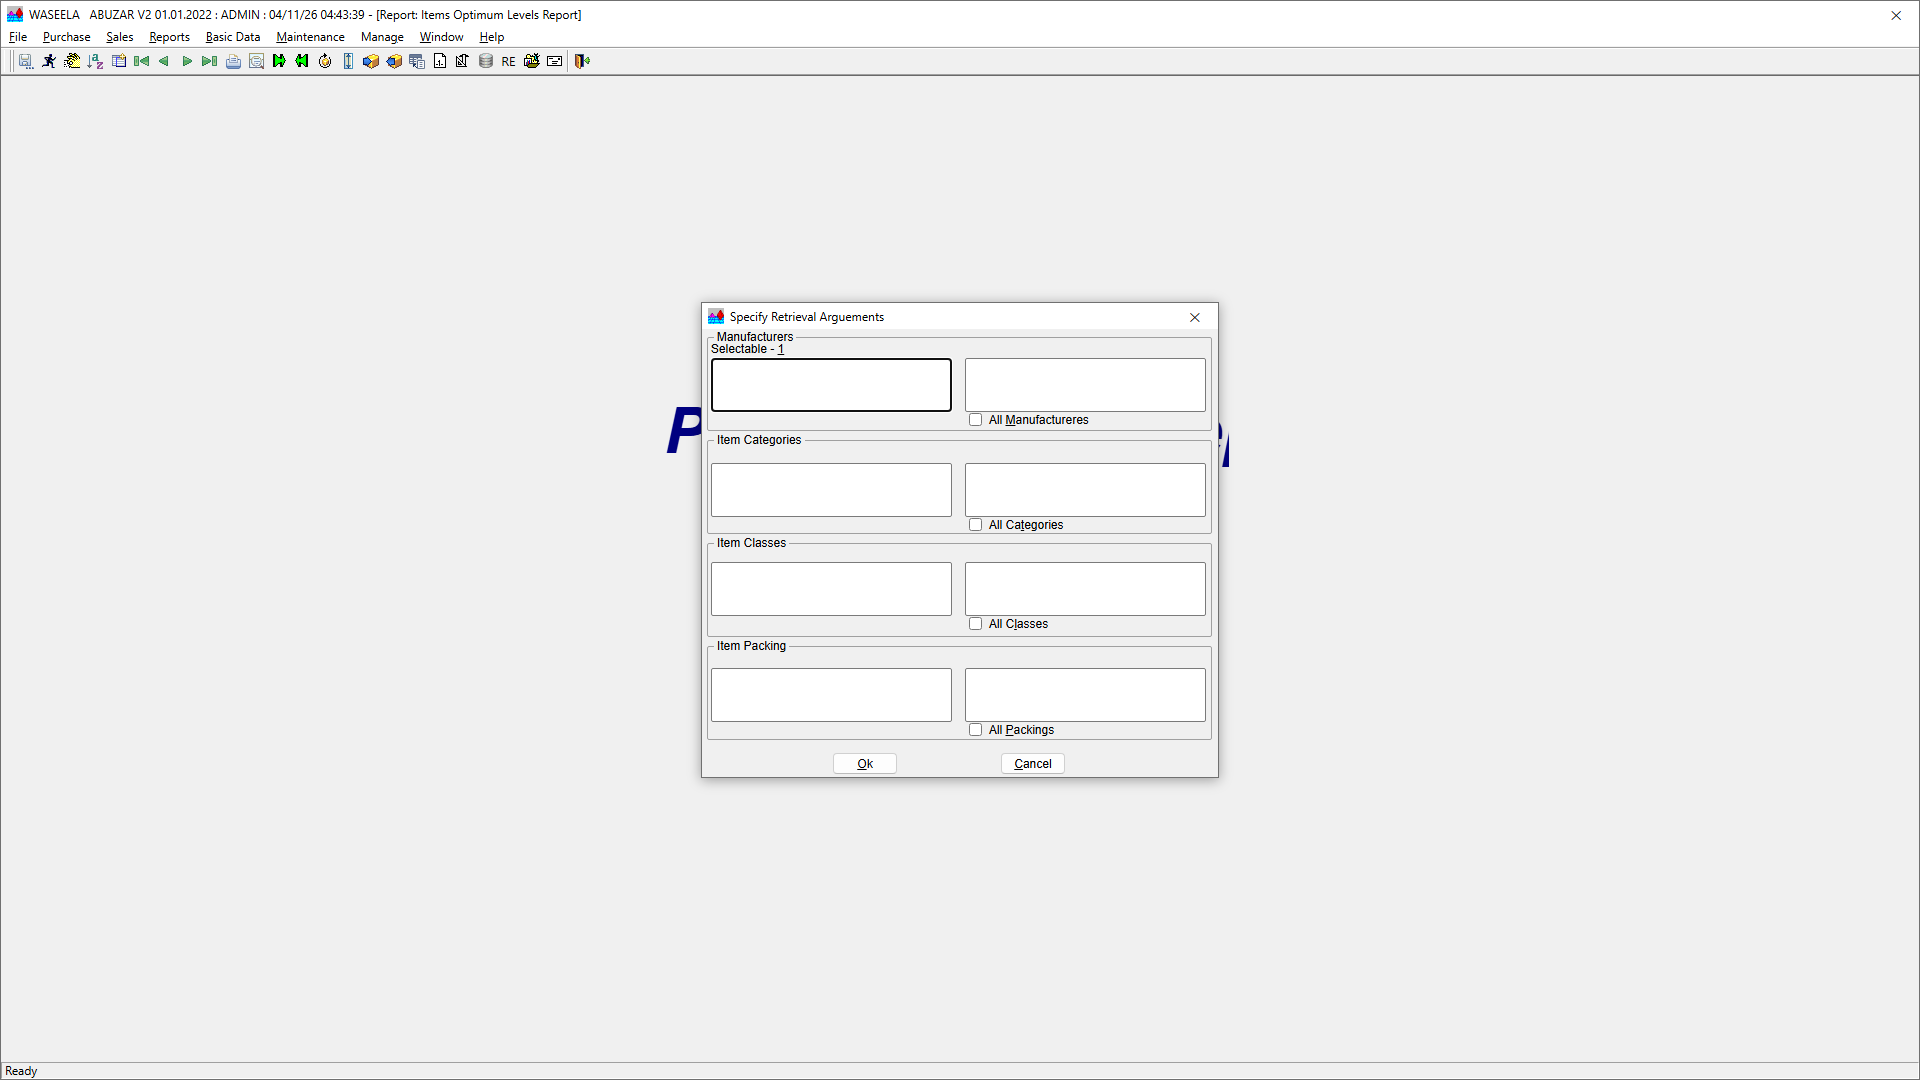 WASEELA   ABUZAR V2 01.01.2022 : ADMIN : 04/11/26 04:43:39 - [Report: Items Optimum Levels Report]
File Purchase Sales Reports Basic Data Maintenance Manage Window Help
RE
Specify Retrieval Arguements
Manufacturers
Selectable - 1
All Manufactureres
Item Categories
All Categories
Item Classes
All Classes
Item Packing
All Packings
Ok Cancel
Ready